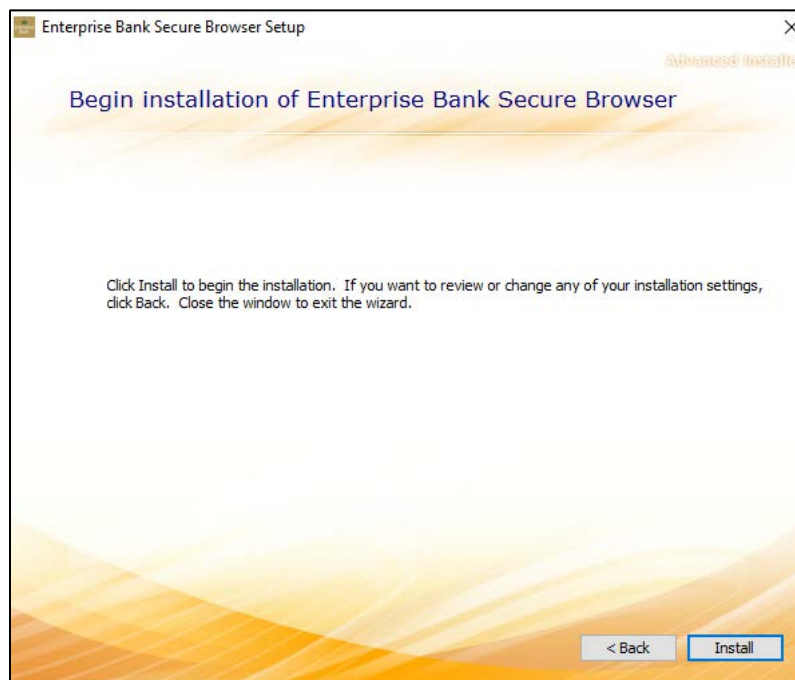 Enterprise Bank Secure Browser Setup
Advanced Installe
Begin installation of Enterprise Bank Secure Browser
Click Install to begin the installation. If you want to review or change any of your installation settings,
click Back. Close the window to exit the wizard.
< Back Install